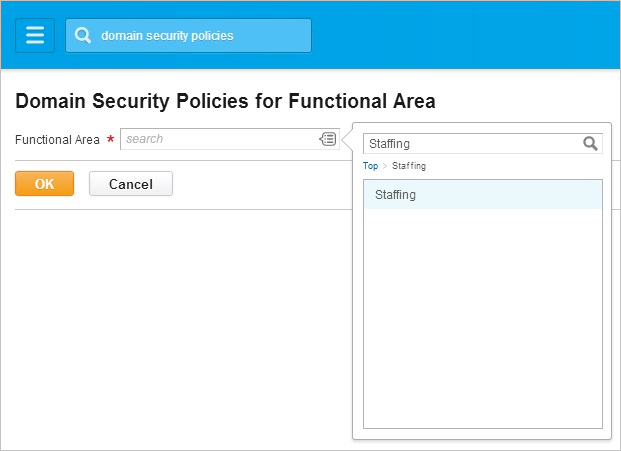 domain security policies
Domain Security Policies for Functional Area
Functional Area * search
OK Cancel
Staffing
Top > Staffing
Staffing